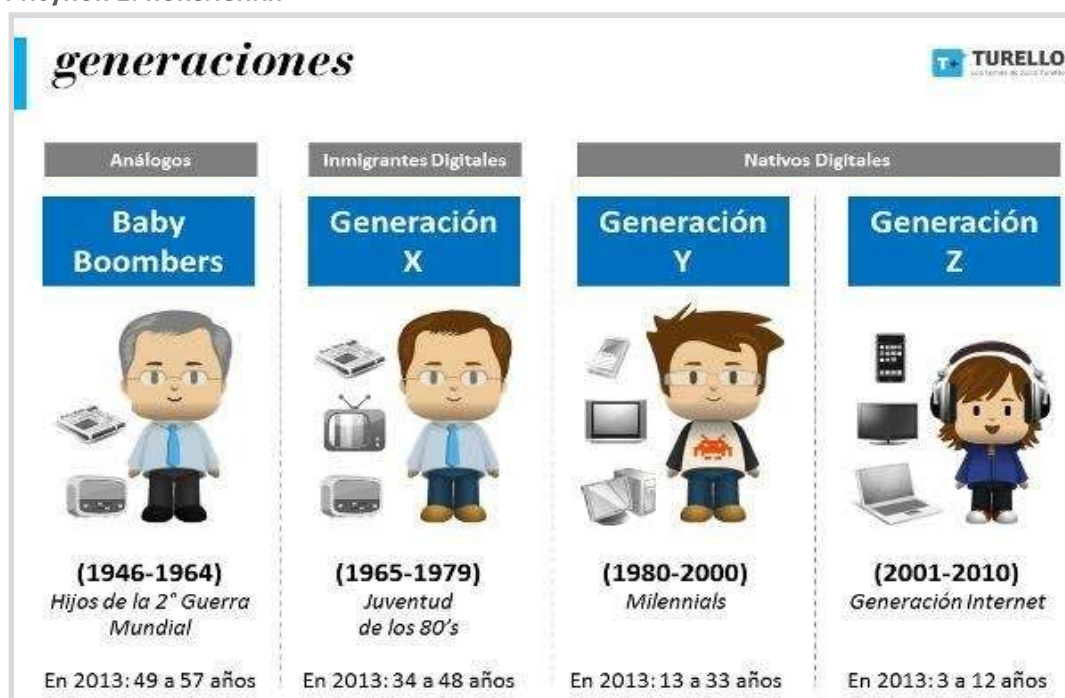 generaciones
TURELLO
Análogos
Inmigrantes Digitales
Nativos Digitales
Baby
Boombers
Generación
X
Generación
Y
Generación
Z
(1946-1964)
Hijos de la 2° Guerra
Mundial
(1965-1979)
Juventud
de los 80's
(1980-2000)
Milennials
(2001-2010)
Generación Internet
En 2013: 49 a 57 años
En 2013: 34 a 48 años
En 2013: 13 a 33 años
En 2013: 3 a 12 años